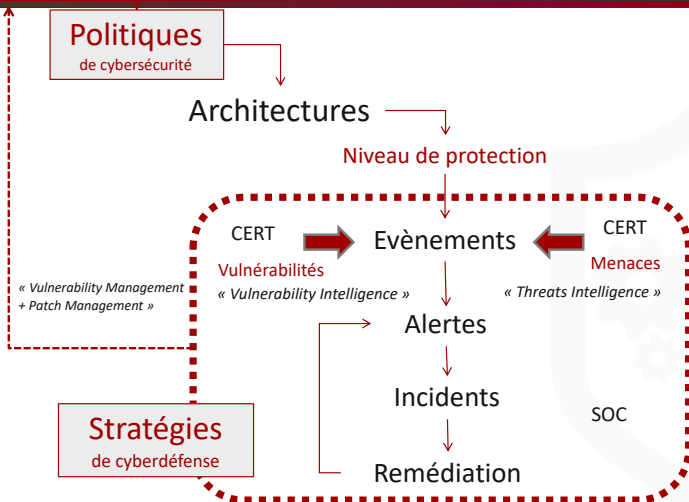 Politiques
de cybersécurité
Architectures
Niveau de protection
CERT
Evènements
CERT
Vulnérabilités
Menaces
« Vulnerability Management
+ Patch Management »
« Vulnerability Intelligence »
« Threats Intelligence »
Alertes
Incidents
SOC
Stratégies
de cyberdéfense
Remédiation